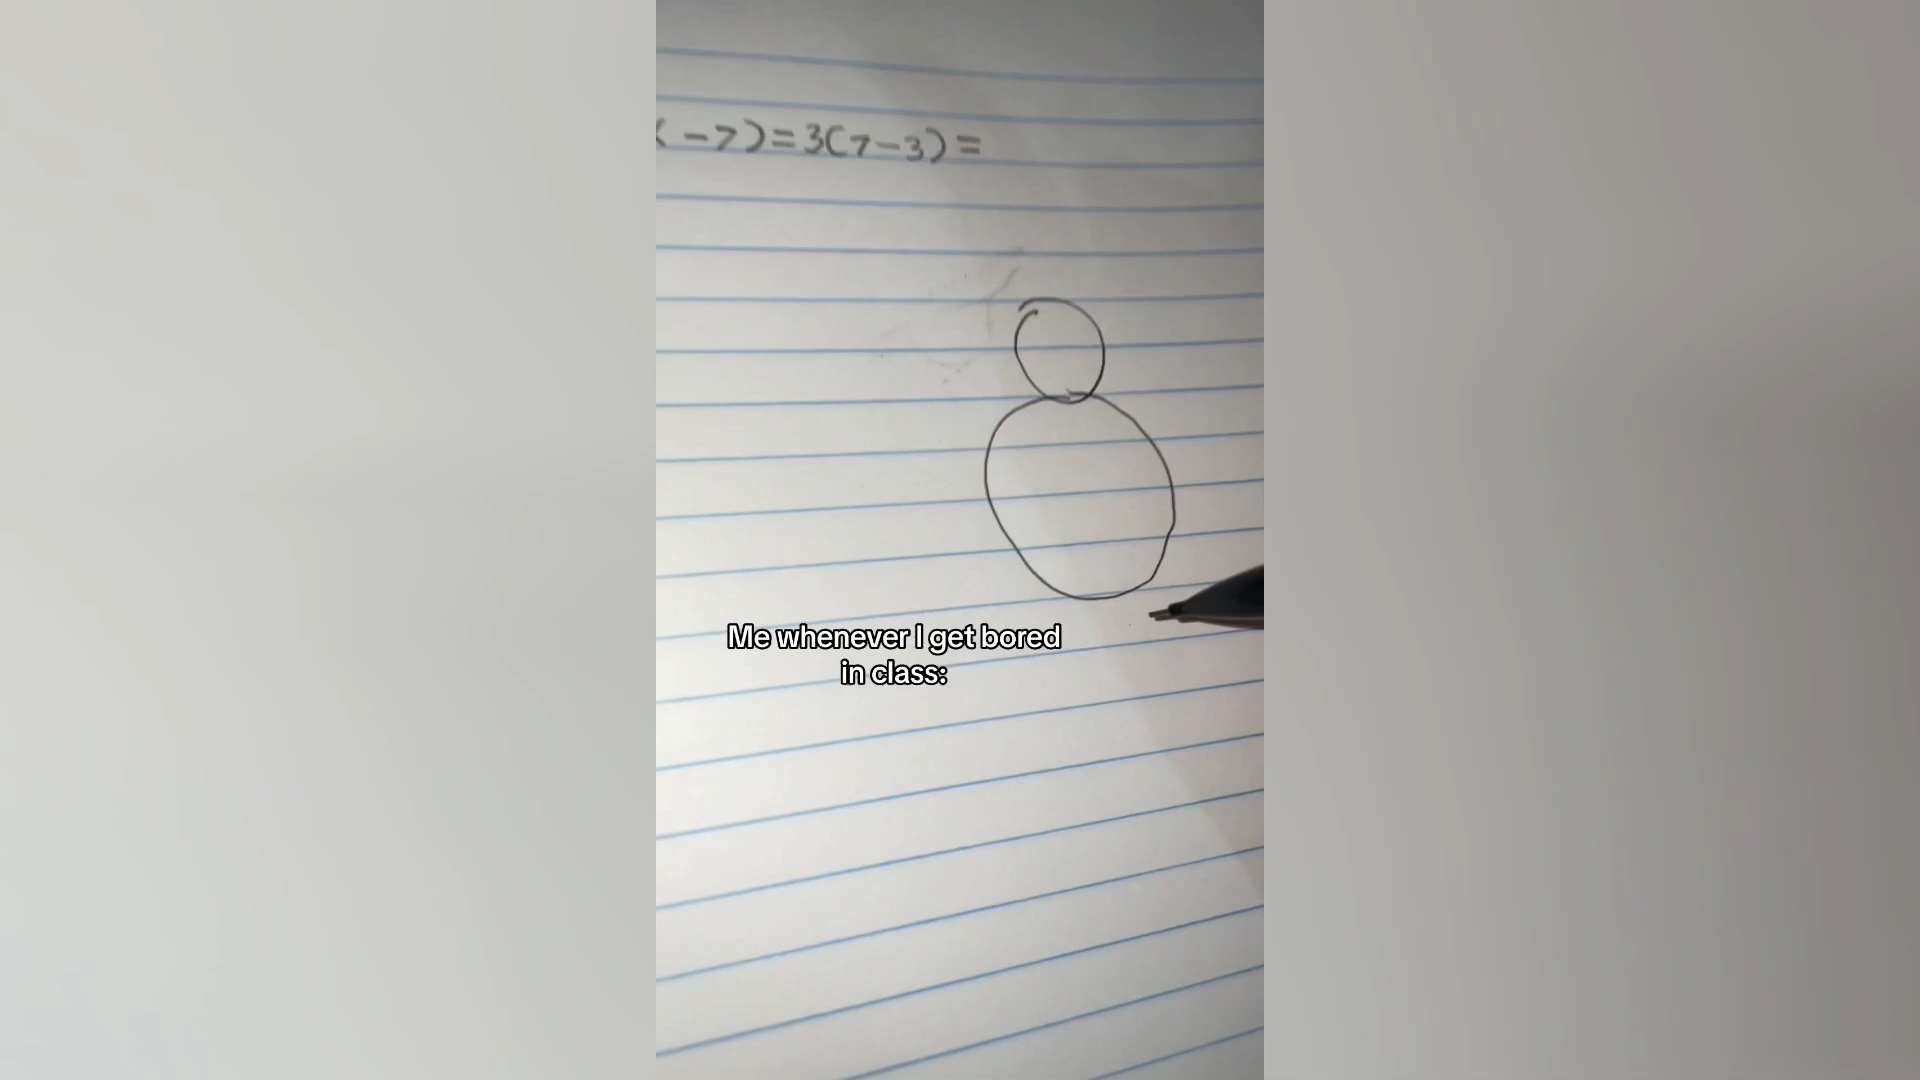 -7)=3(7-3)=
Me whenever I get bored
in class: